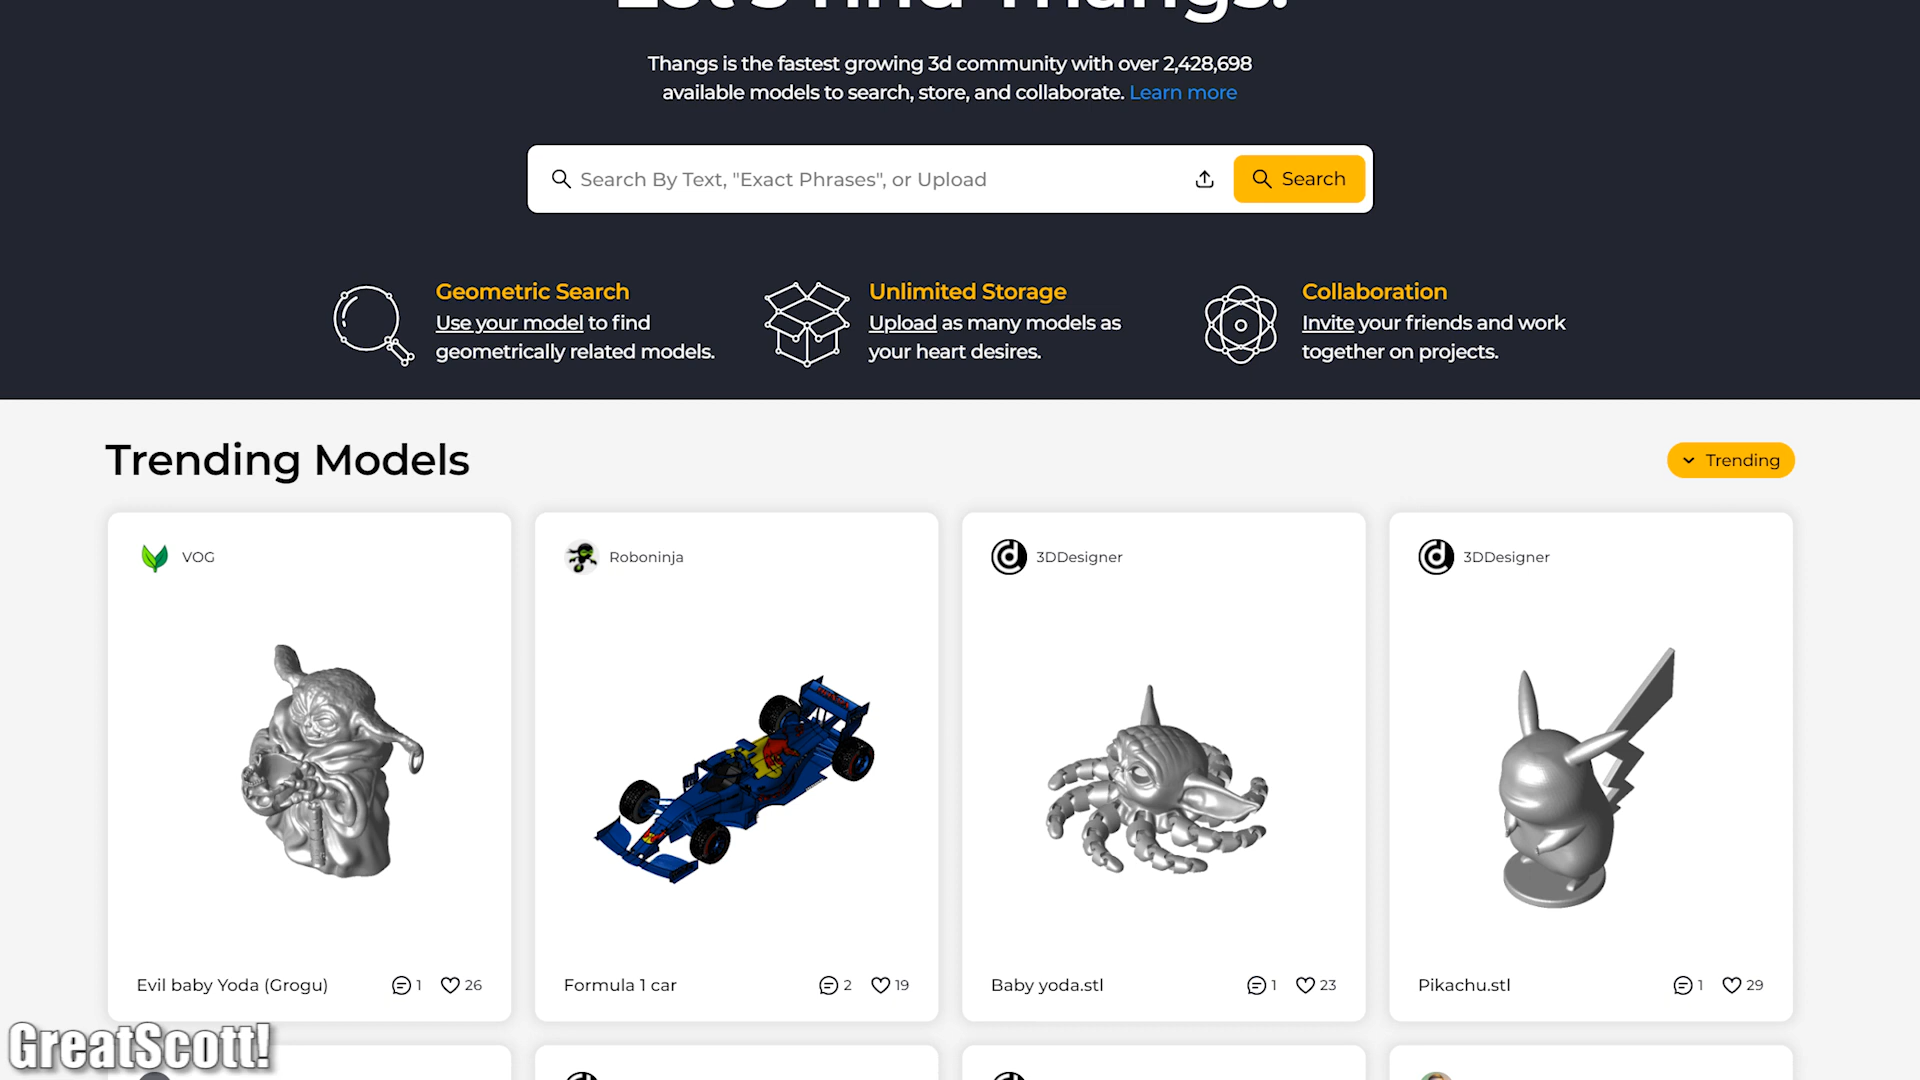 Let's find Thangs.
Thangs is the fastest growing 3d community with over 2,428,698
available models to search, store, and collaborate. Learn more
Search By Text, "Exact Phrases", or Upload
Search
Geometric Search
Use your model to find
geometrically related models.
Unlimited Storage
Upload as many models as
your heart desires.
Collaboration
Invite your friends and work
together on projects.
Trending Models
Trending
VOG
Roboninja
3DDesigner
3DDesigner
Evil baby Yoda (Grogu)
1
26
Formula 1 car
2
19
Baby yoda.stl
1
23
Pikachu.stl
1
29
GreatScott!